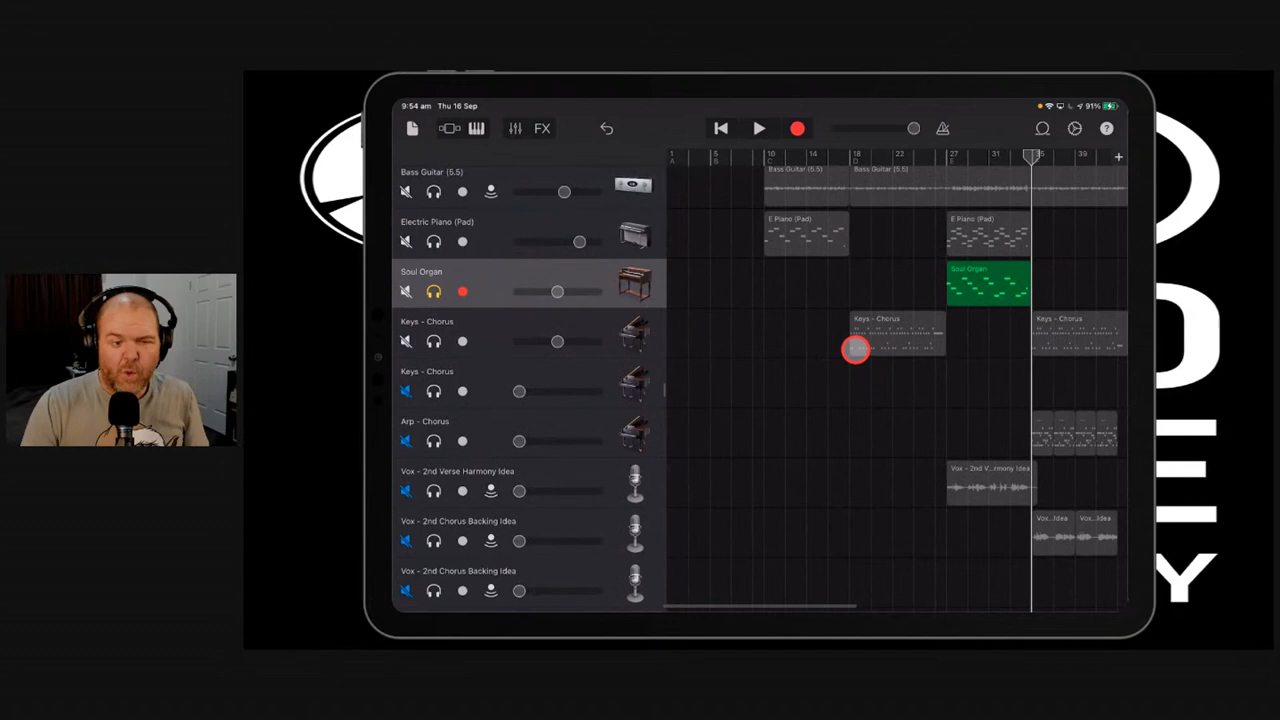 9:54 am Thu 16 Sep
91%
FX
1 5 10 14 18 22 27 31 35 39
A B C D E
Bass Guitar (5.5)
Bass Guitar (5.5) Bass Guitar (5.5)
Electric Piano (Pad)
E Piano (Pad) E Piano (Pad)
Soul Organ
Soul Organ
Keys - Chorus
Keys - Chorus Keys - Chorus
Keys - Chorus
Arp - Chorus
Vox - 2nd Verse Harmony Idea
Vox - 2nd V...rmony Idea
Vox - 2nd Chorus Backing Idea
Vox...Idea Vox...Idea
Vox - 2nd Chorus Backing Idea
D
E
Y